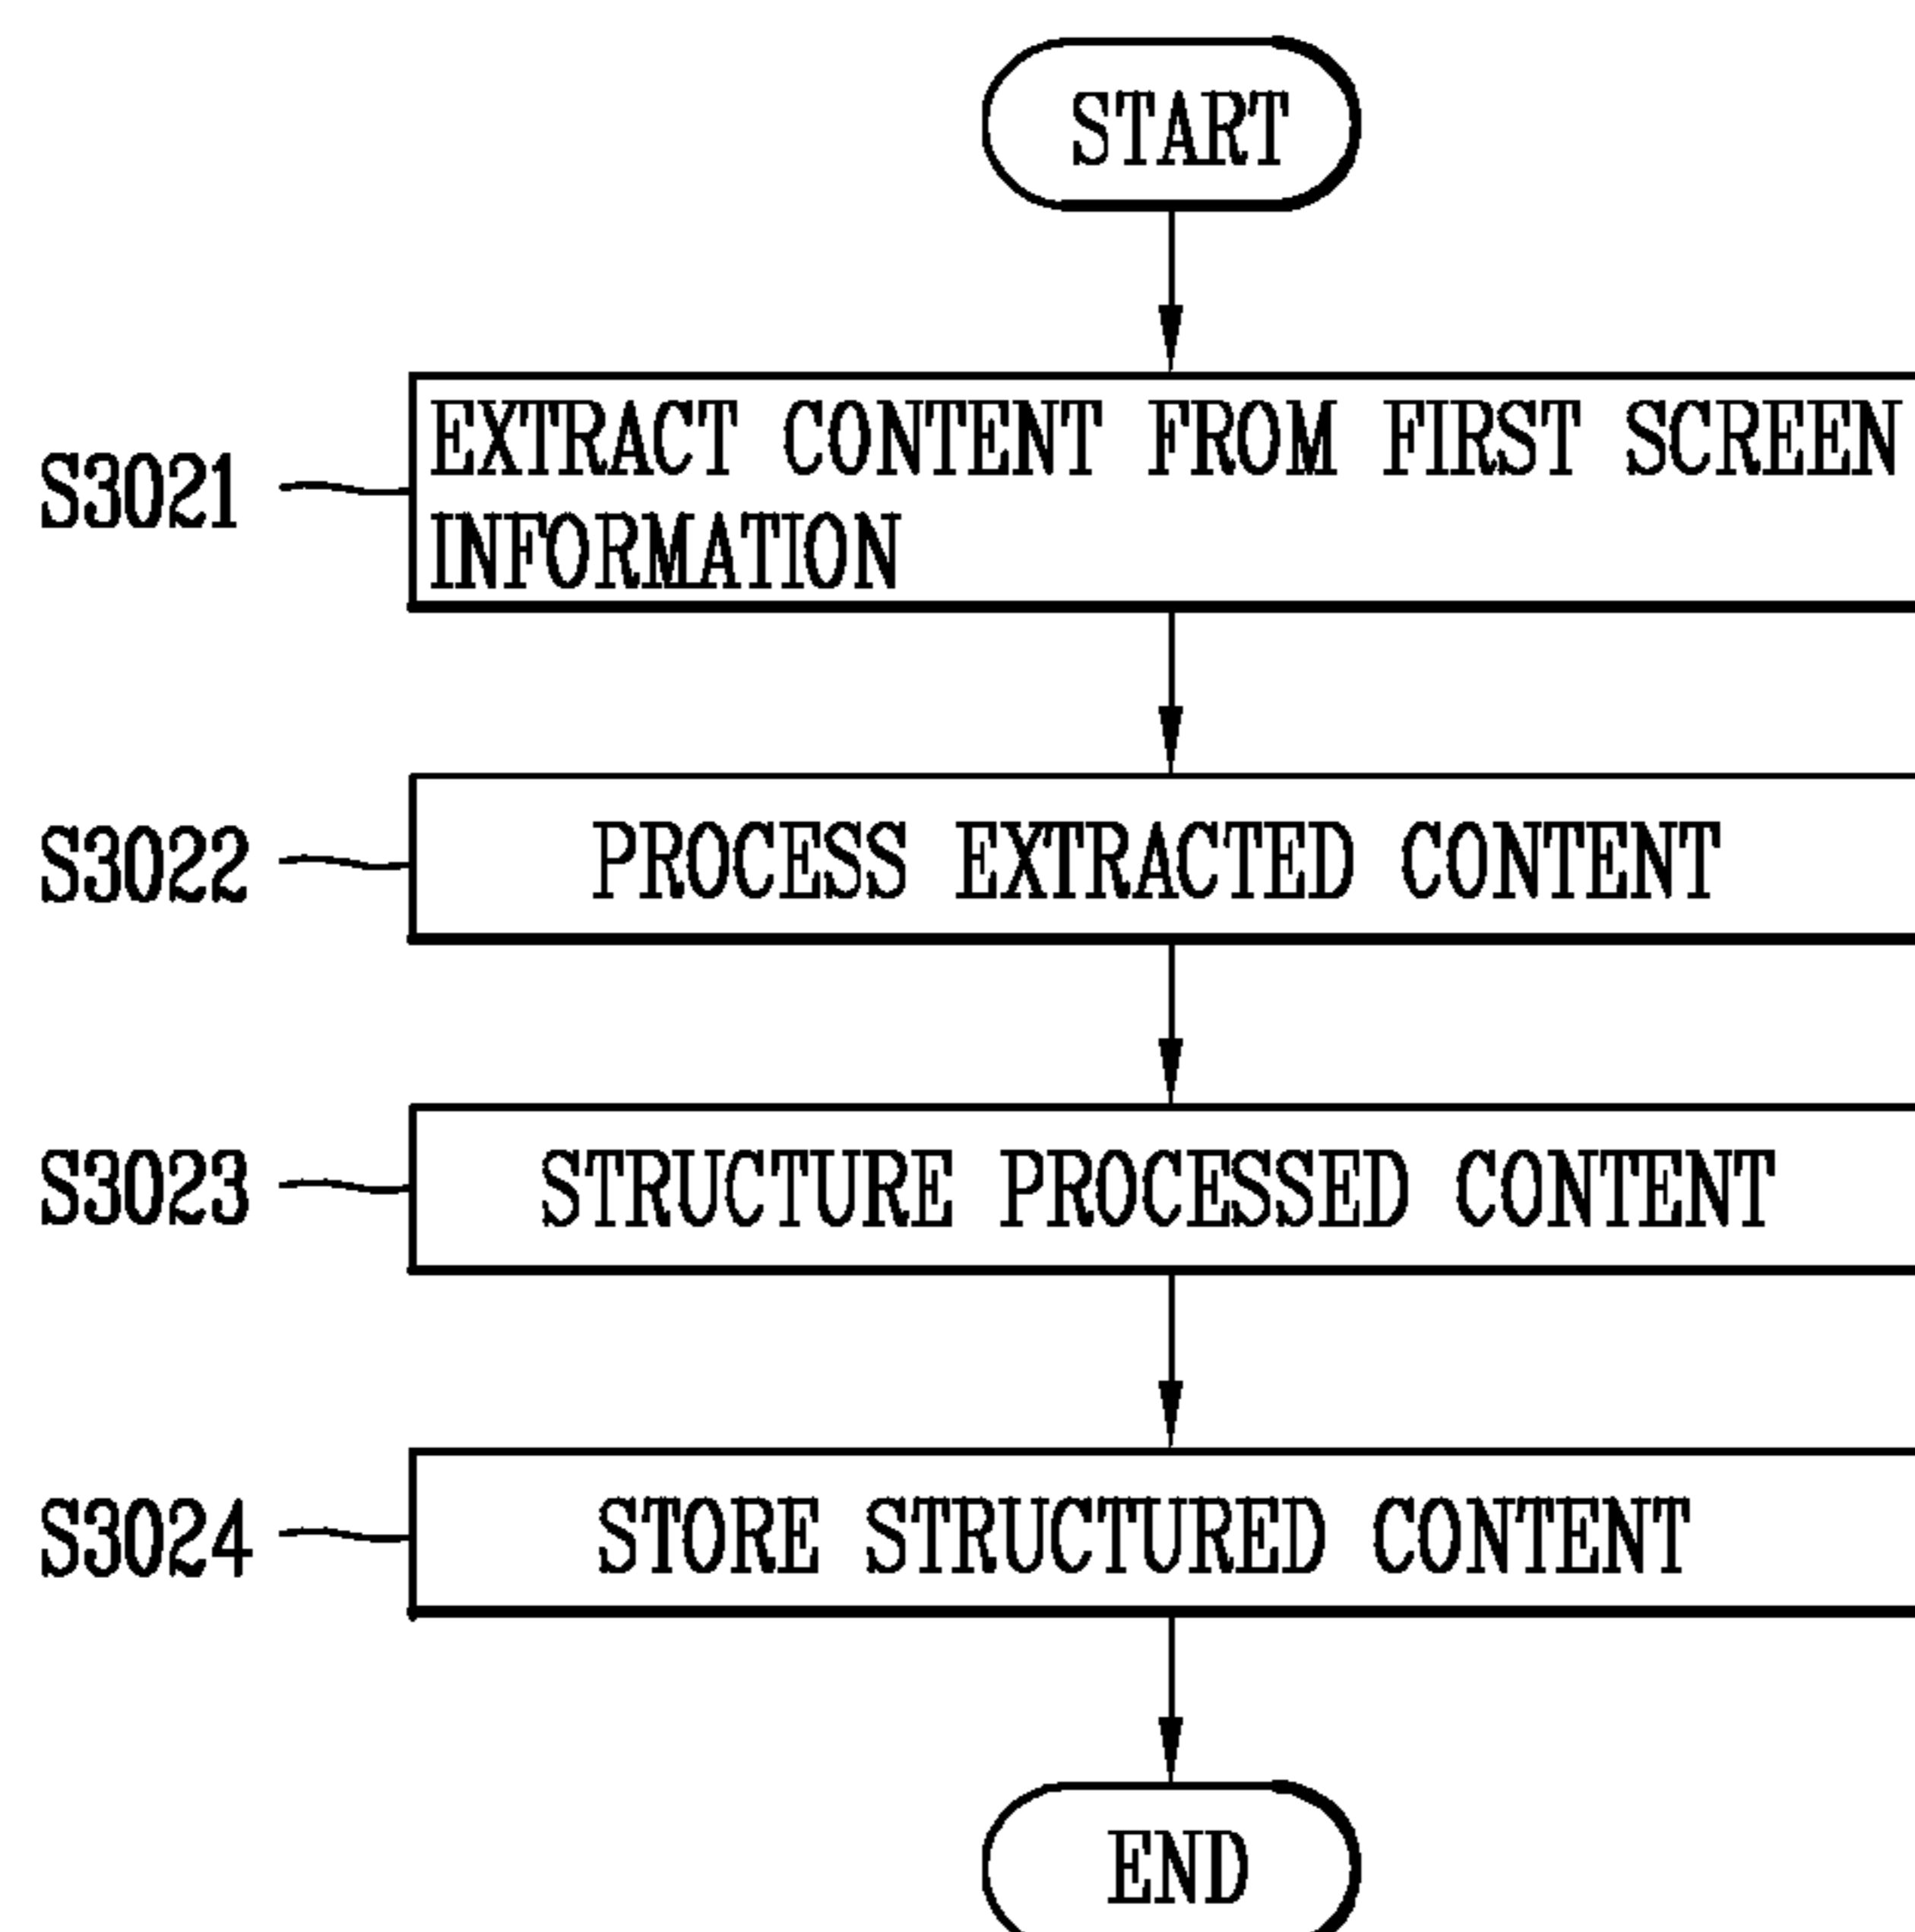 START
S3021
EXTRACT CONTENT FROM FIRST SCREEN
INFORMATION
S3022
PROCESS EXTRACTED CONTENT
S3023
STRUCTURE PROCESSED CONTENT
S3024
STORE STRUCTURED CONTENT
END